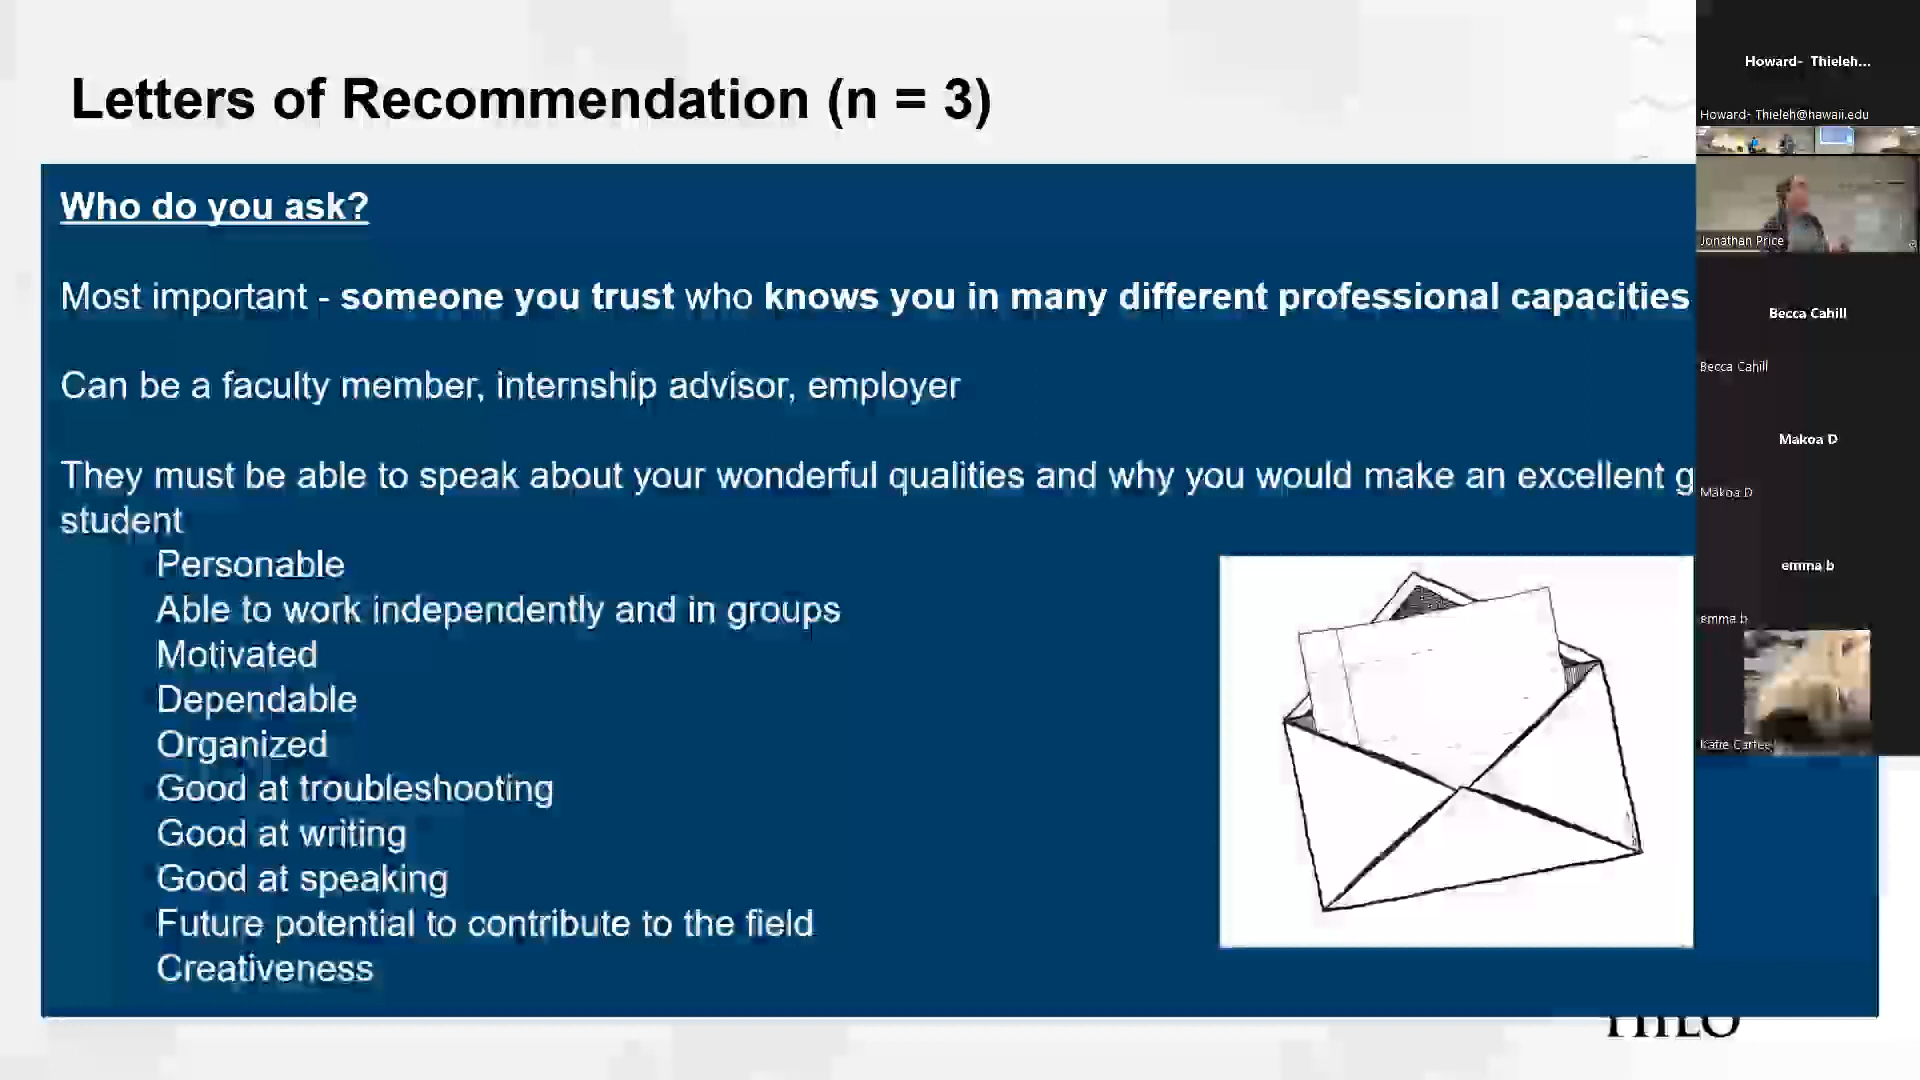 Letters of Recommendation (n = 3)
Who do you ask?
Most important - someone you trust who knows you in many different professional capacities
Can be a faculty member, internship advisor, employer
They must be able to speak about your wonderful qualities and why you would make an excellent g
student
Personable
Able to work independently and in groups
Motivated
Dependable
Organized
Good at troubleshooting
Good at writing
Good at speaking
Future potential to contribute to the field
Creativeness
Howard- Thieleh...
Howard- Thieleh@hawaii.edu
Jonathan Price
Becca Cahill
Becca Cahill
Makoa D
Makoa D
emma b
emma b